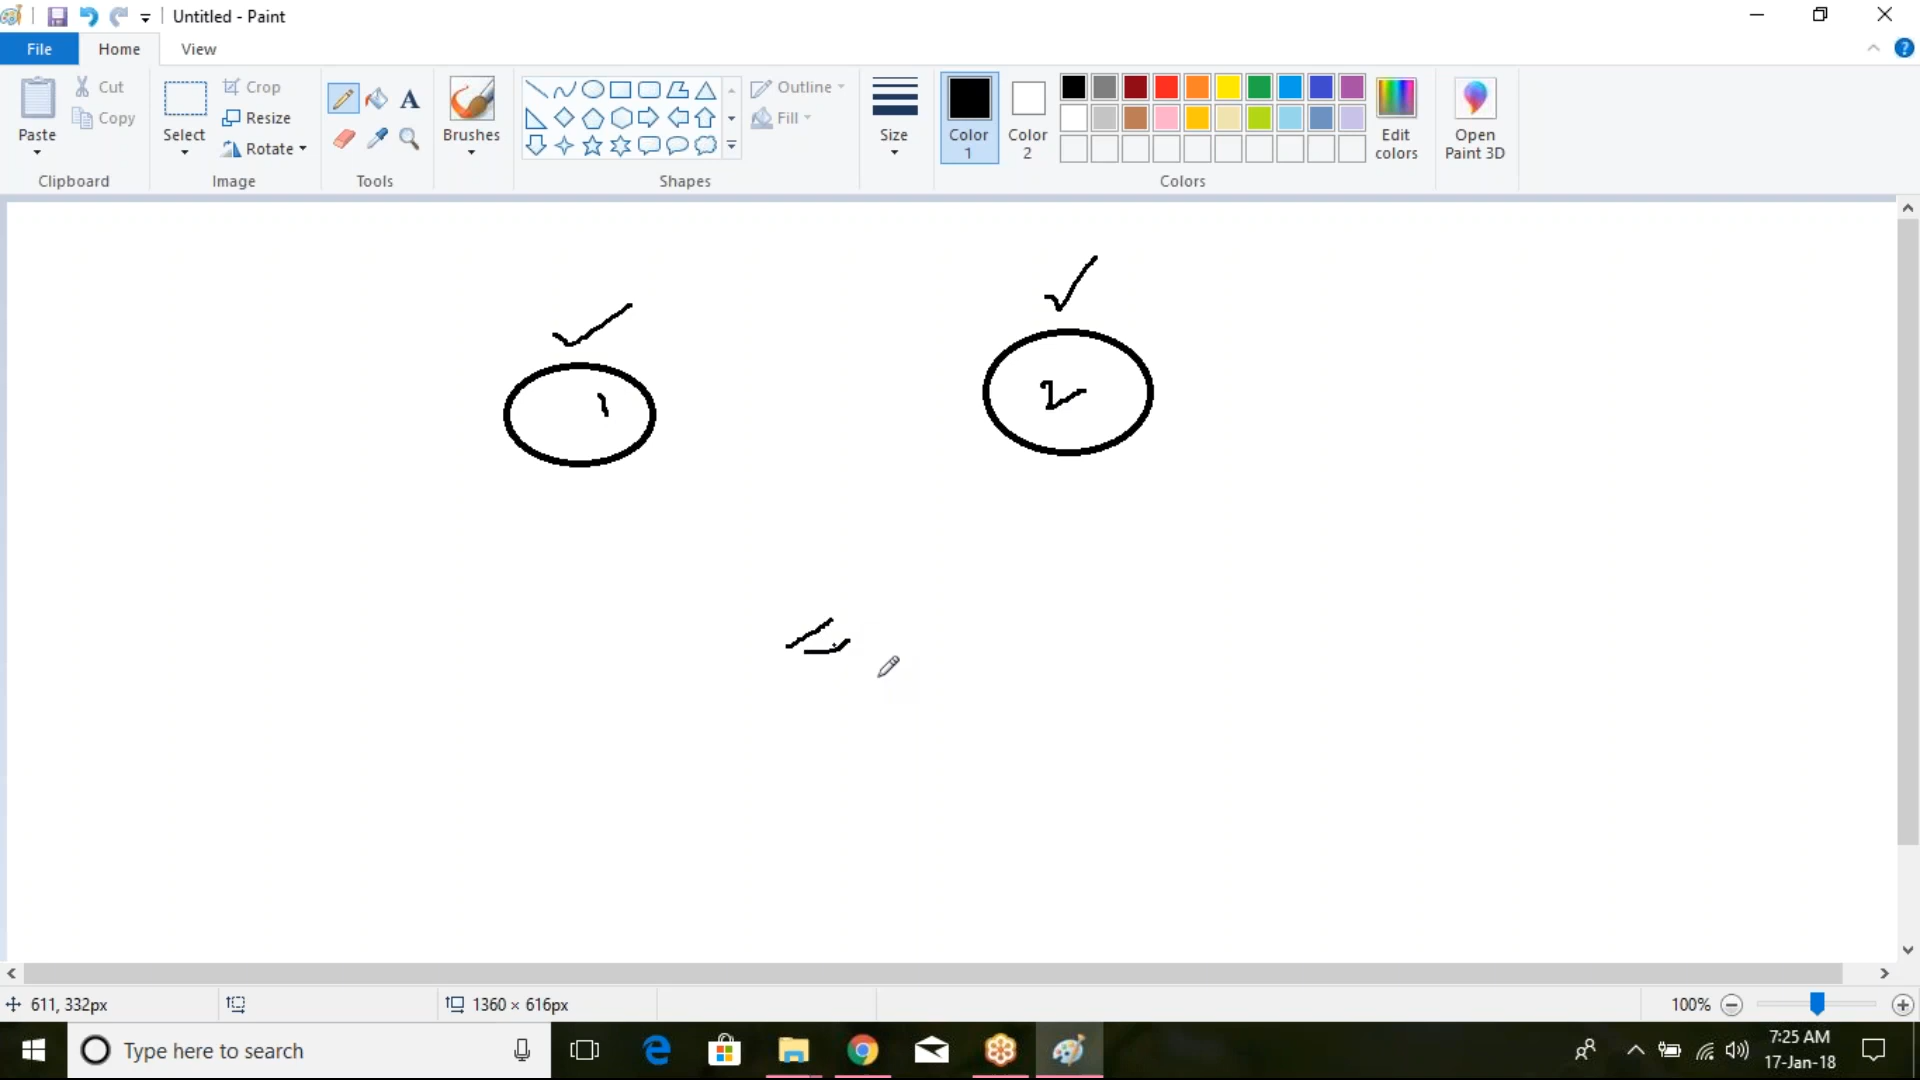 Untitled - Paint
File Home View
Paste
Cut
Copy
Clipboard
Select
Crop
Resize
Rotate
Image
A
Tools
Brushes
Shapes
Outline
Fill
Size
Color 1
Color 2
Edit colors
Colors
Open Paint 3D
1
2
611, 332px
1360 × 616px
100%
Type here to search
7:25 AM
17-Jan-18